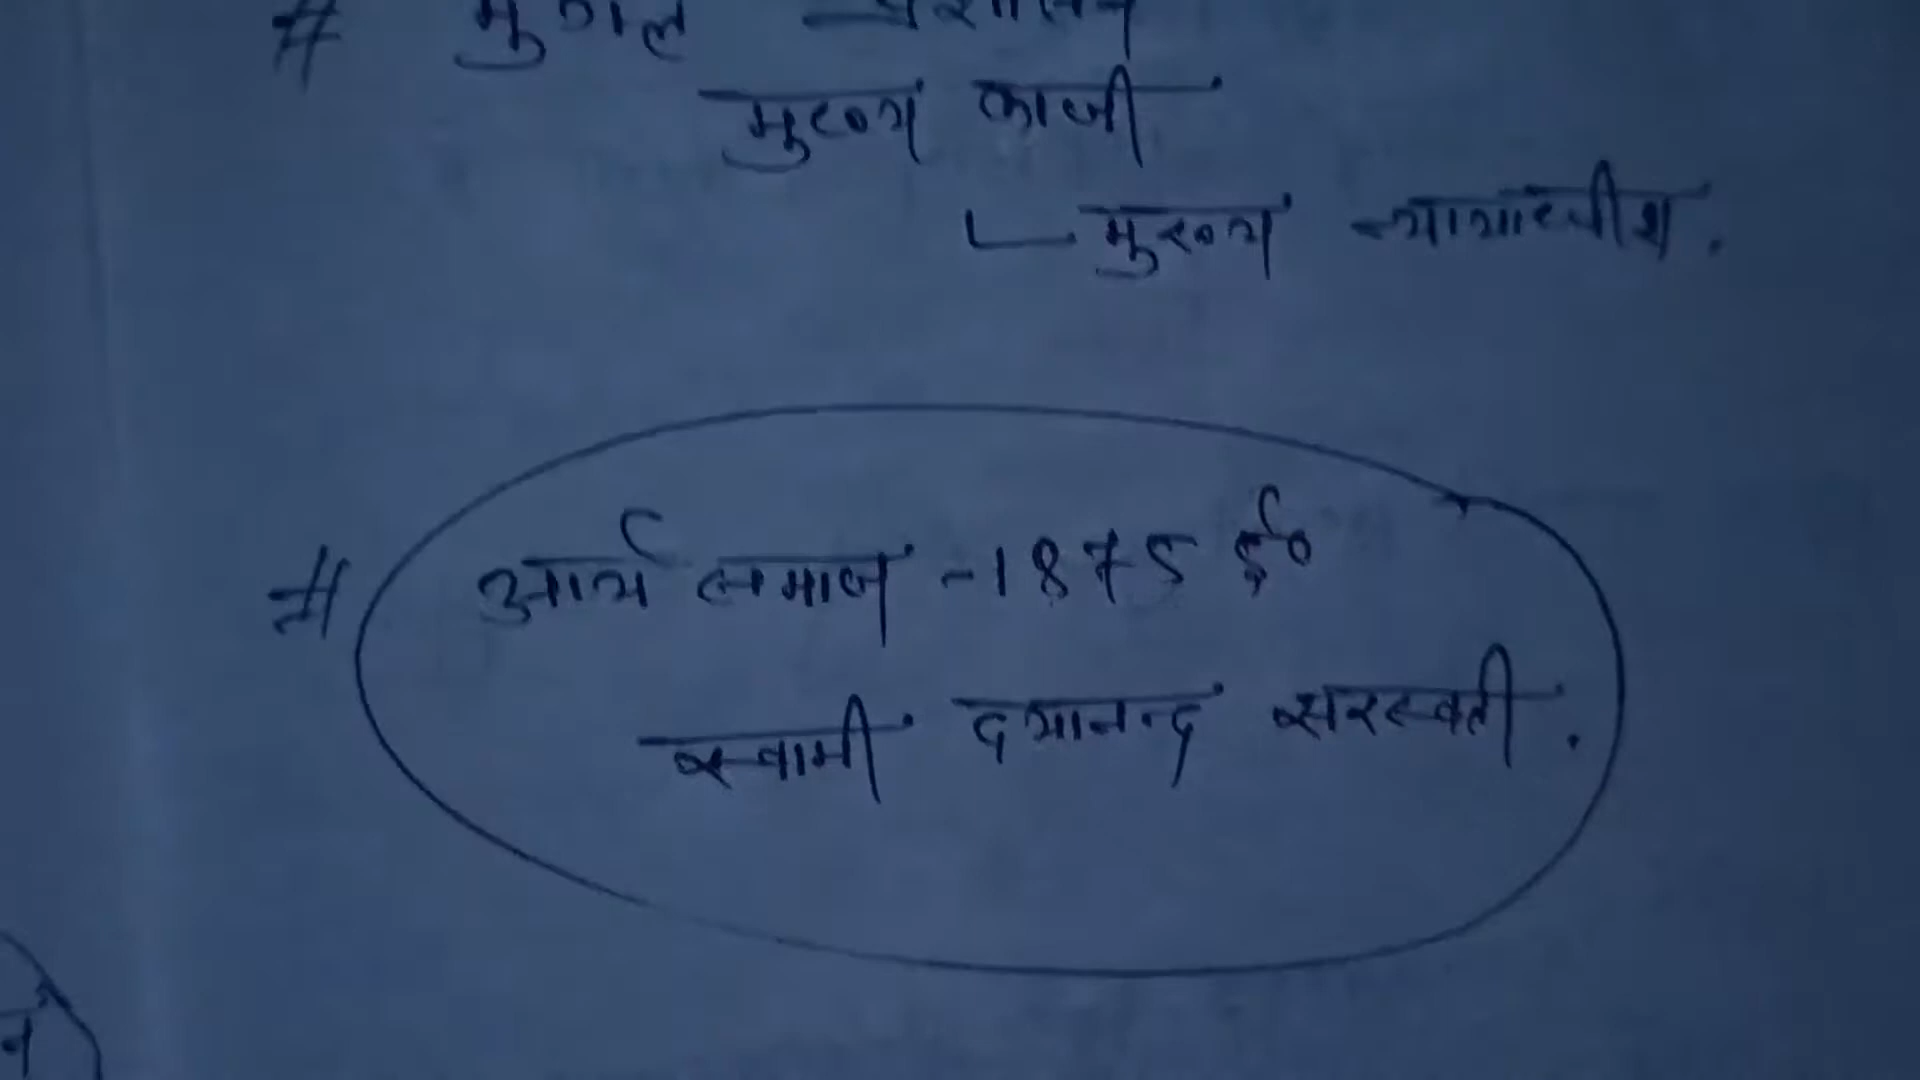 # मुगल प्रशासन
मुख्य काजी
मुख्य न्यायाधीश.
# आर्य समाज - 1875 ई०
स्वामी दयानन्द सरस्वती.